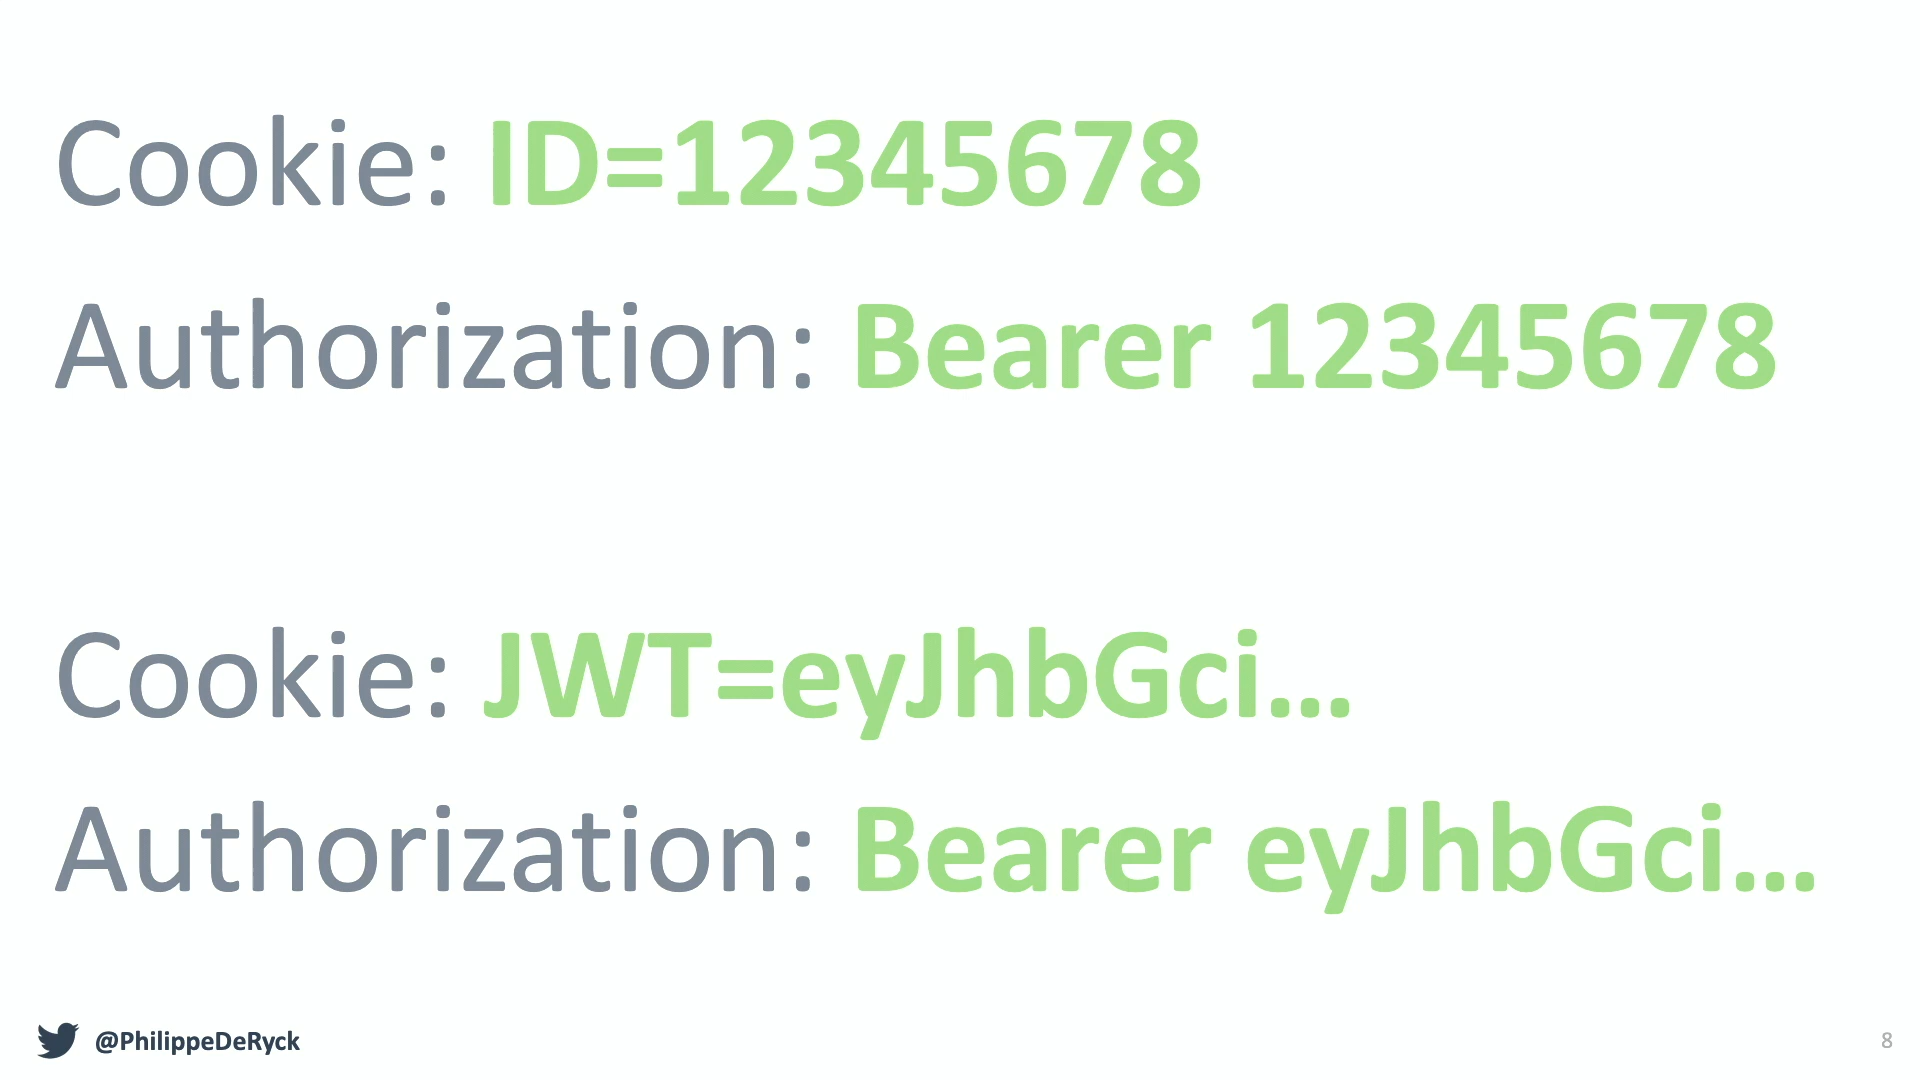 Cookie: ID=12345678
Authorization: Bearer 12345678
Cookie: JWT=eyJhbGci...
Authorization: Bearer eyJhbGci...
@PhilippeDeRyck
8